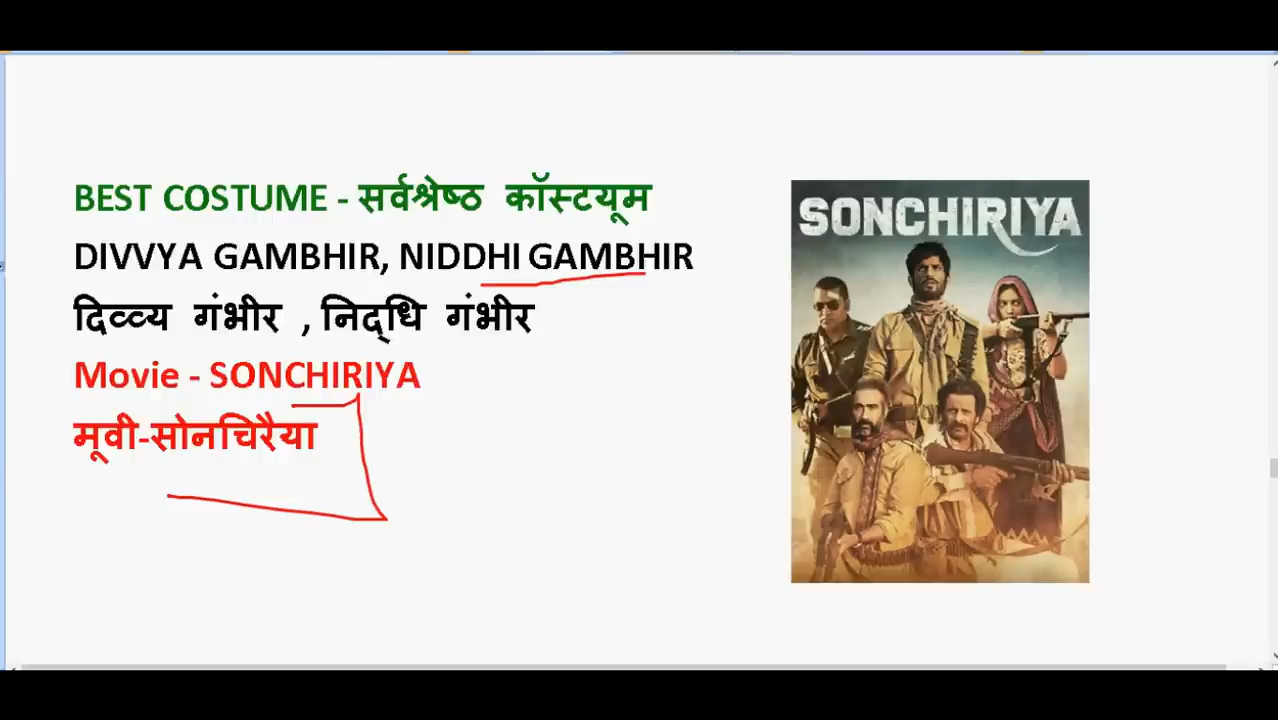 BEST COSTUME - सर्वश्रेष्ठ कॉस्टयूम
DIVVYA GAMBHIR, NIDDHI GAMBHIR
दिव्व्य गंभीर , निद्धि गंभीर
Movie - SONCHIRIYA
मूवी-सोनचिरैया
SONCHIRIYA